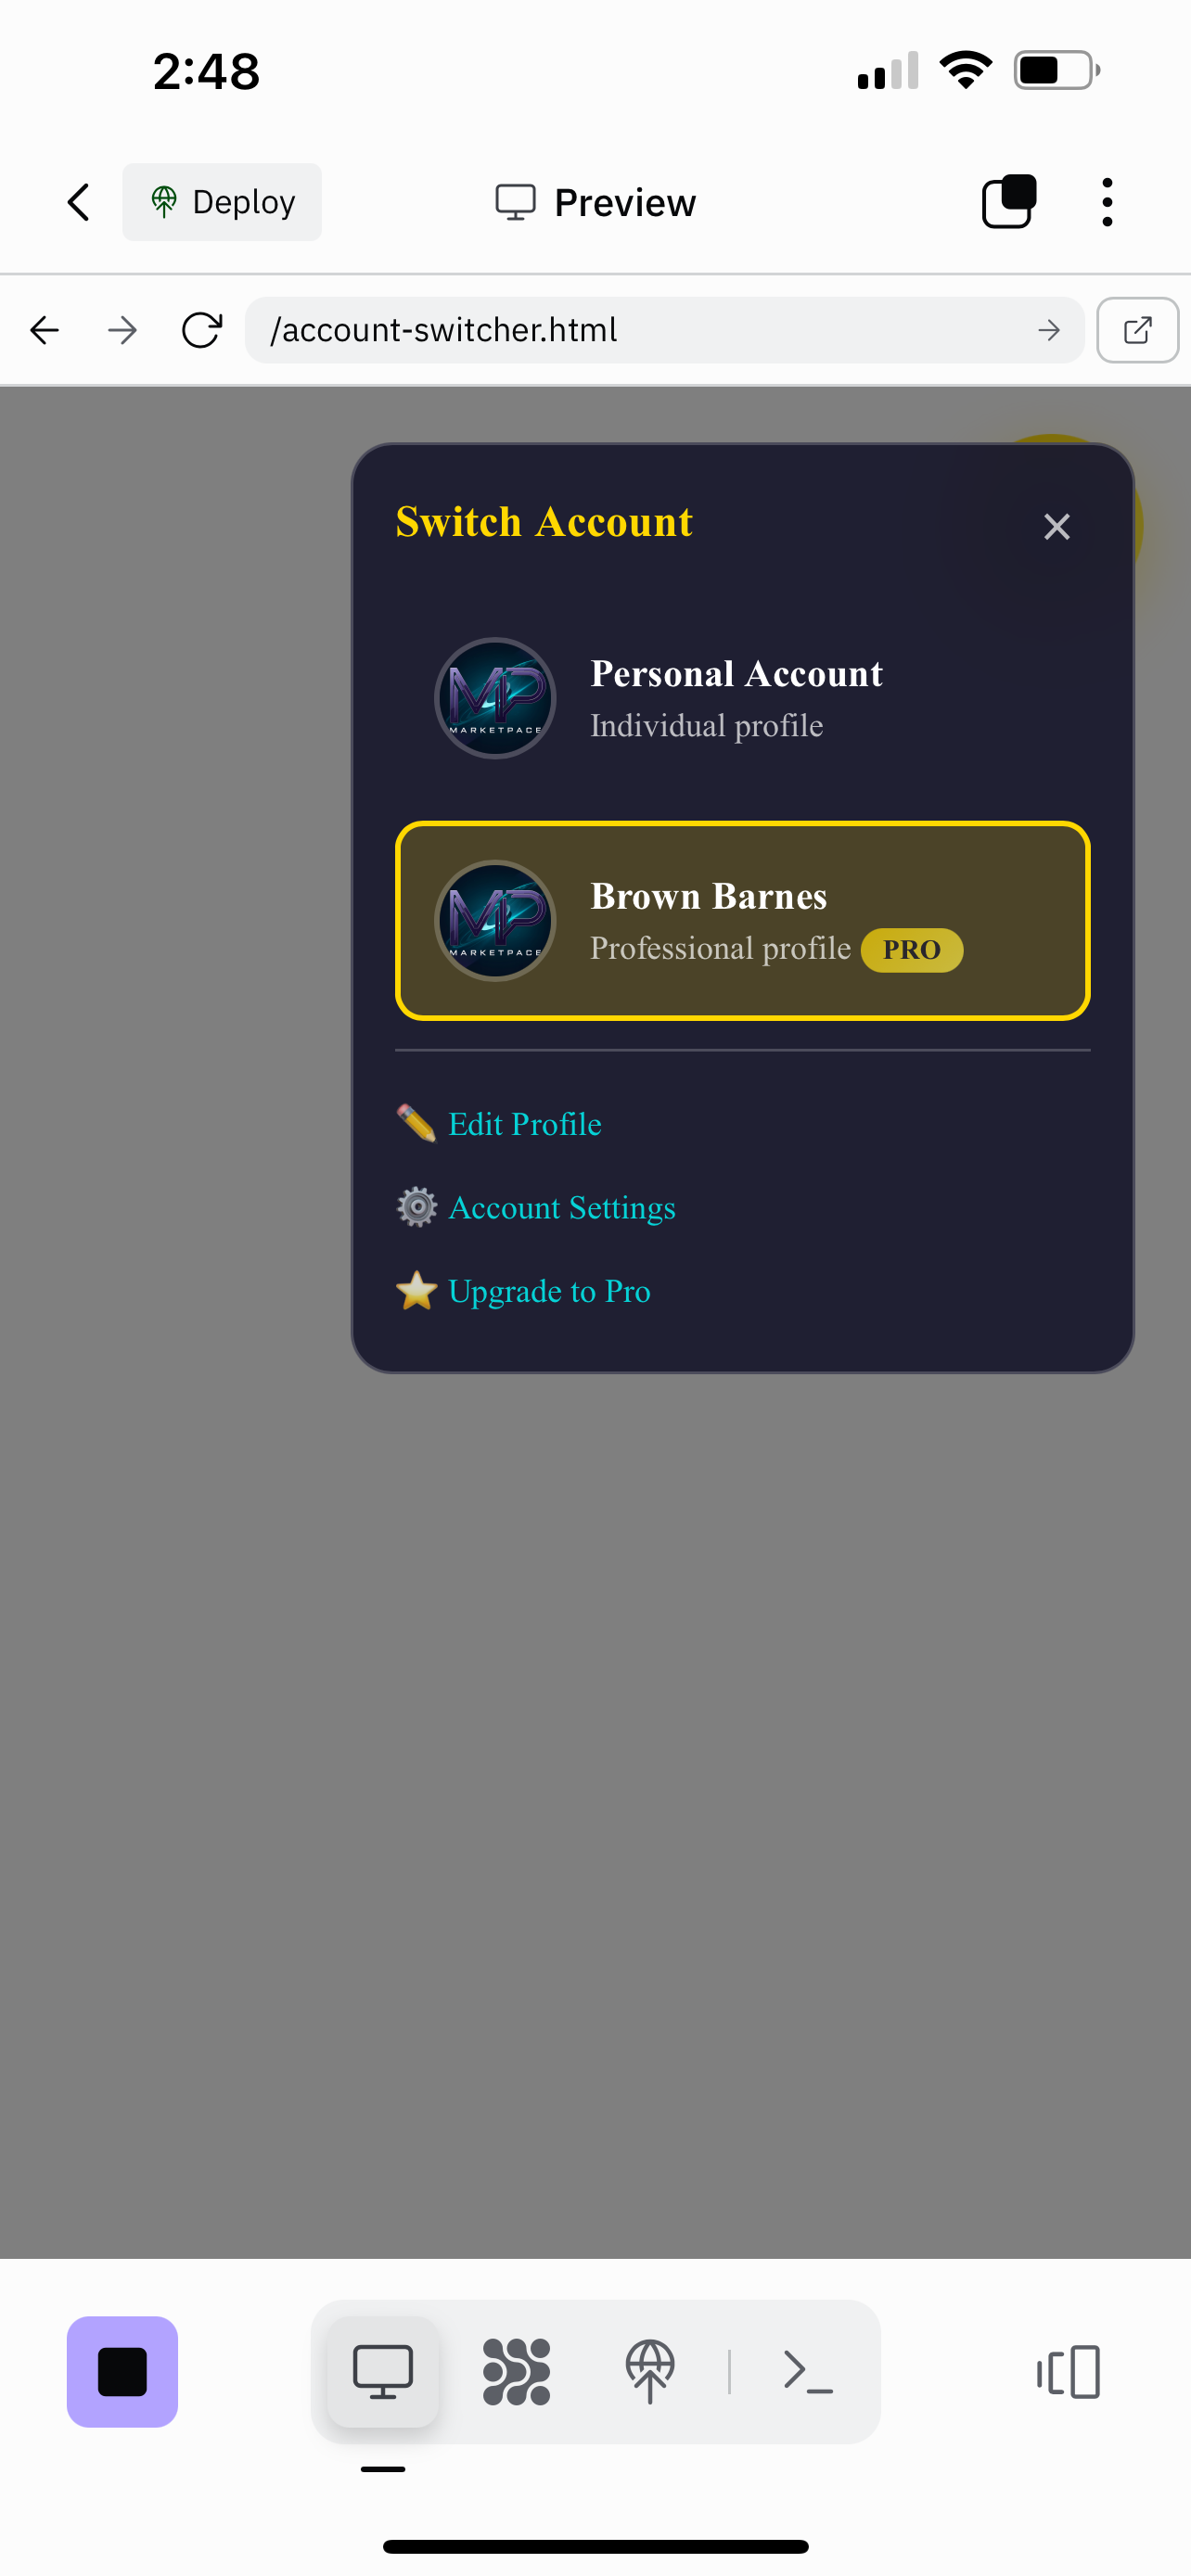 2:48
Deploy
Preview
/account-switcher.html
Switch Account
MP
MARKETPACE
Personal Account
Individual profile
MP
MARKETPACE
Brown Barnes
Professional profile PRO
✏️ Edit Profile
⚙️ Account Settings
⭐ Upgrade to Pro